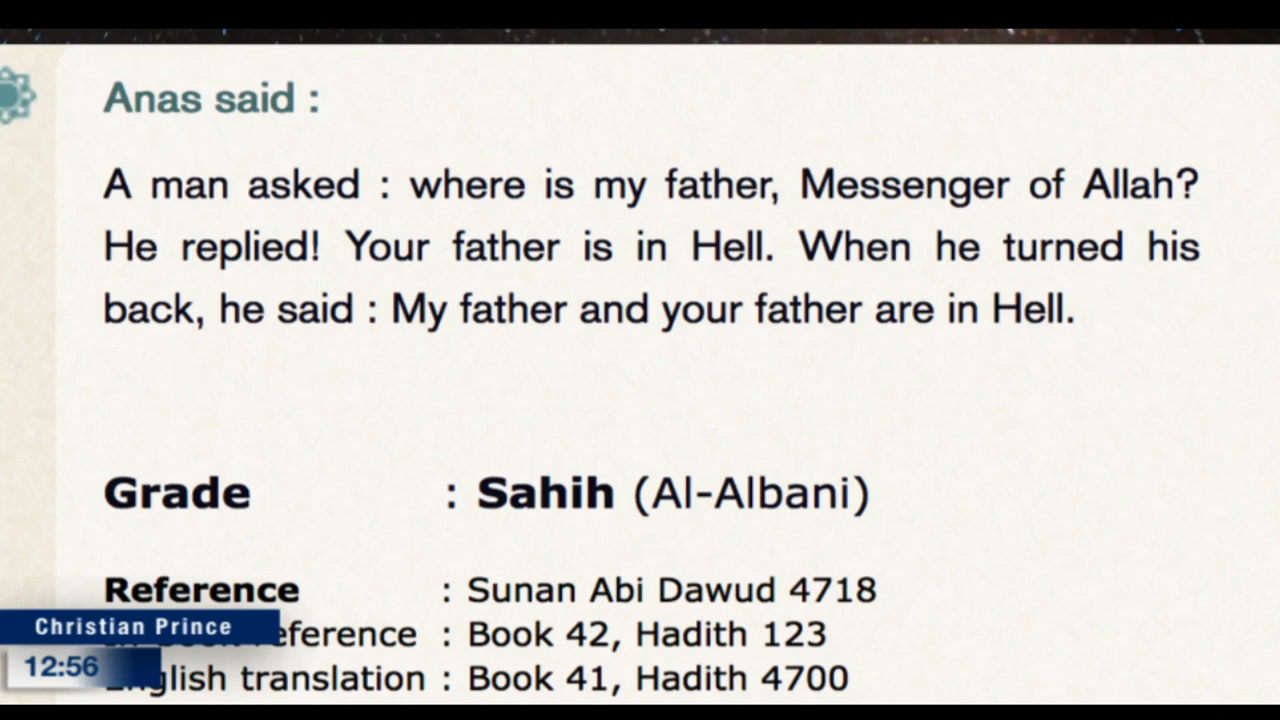 Anas said :
A man asked : where is my father, Messenger of Allah?
He replied! Your father is in Hell. When he turned his
back, he said : My father and your father are in Hell.
Grade : Sahih (Al-Albani)
Reference : Sunan Abi Dawud 4718
eference : Book 42, Hadith 123
English translation : Book 41, Hadith 4700
Christian Prince
12:56